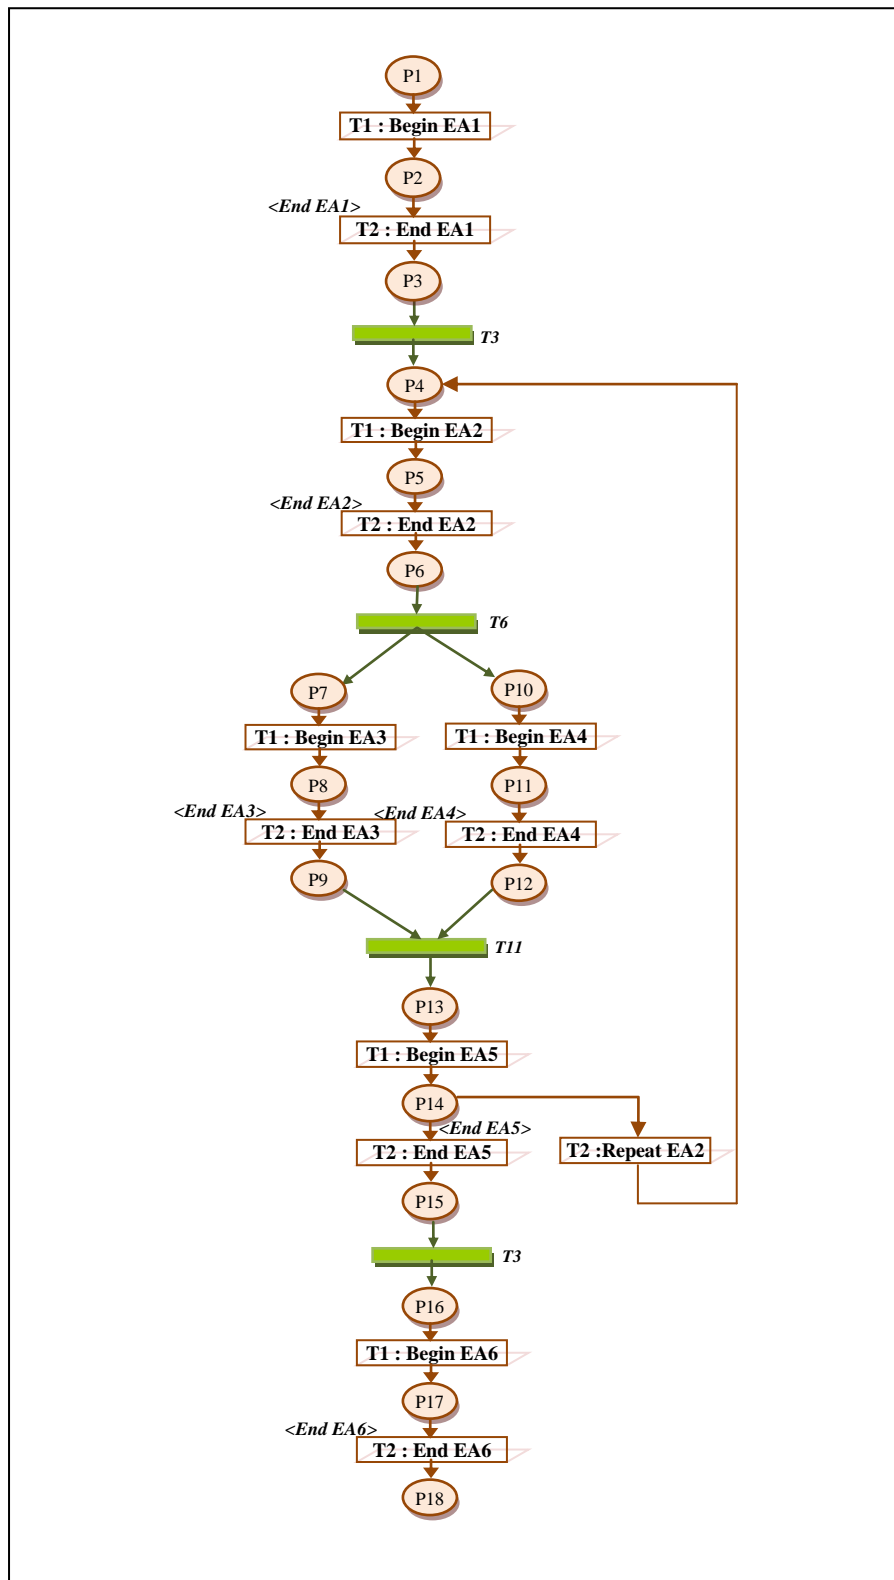 P1
T1 : Begin EA1
P2
<End EA1>
T2 : End EA1
P3
T3
P4
T1 : Begin EA2
P5
<End EA2>
T2 : End EA2
P6
T6
P7
P10
T1 : Begin EA3
T1 : Begin EA4
P8
P11
<End EA3>
<End EA4>
T2 : End EA3
T2 : End EA4
P9
P12
T11
P13
T1 : Begin EA5
P14
<End EA5>
T2 : End EA5
T2 :Repeat EA2
P15
T3
P16
T1 : Begin EA6
P17
<End EA6>
T2 : End EA6
P18